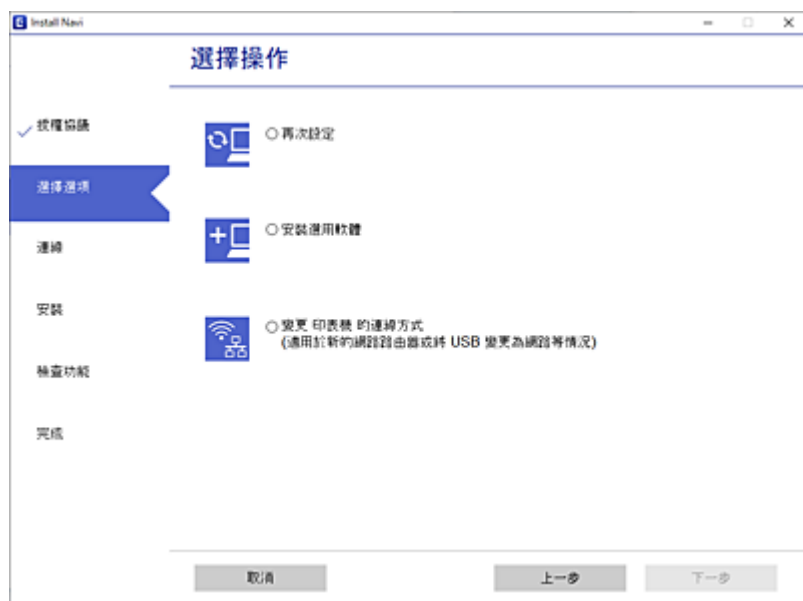 Install Navi
選擇操作
授權協議
選擇選項
連線
安裝
檢查功能
完成
再次設定
安裝選用軟體
變更 印表機 的連線方式
(適用於新的網路路由器或將 USB 變更為網路等情況)
取消
上一步
下一步